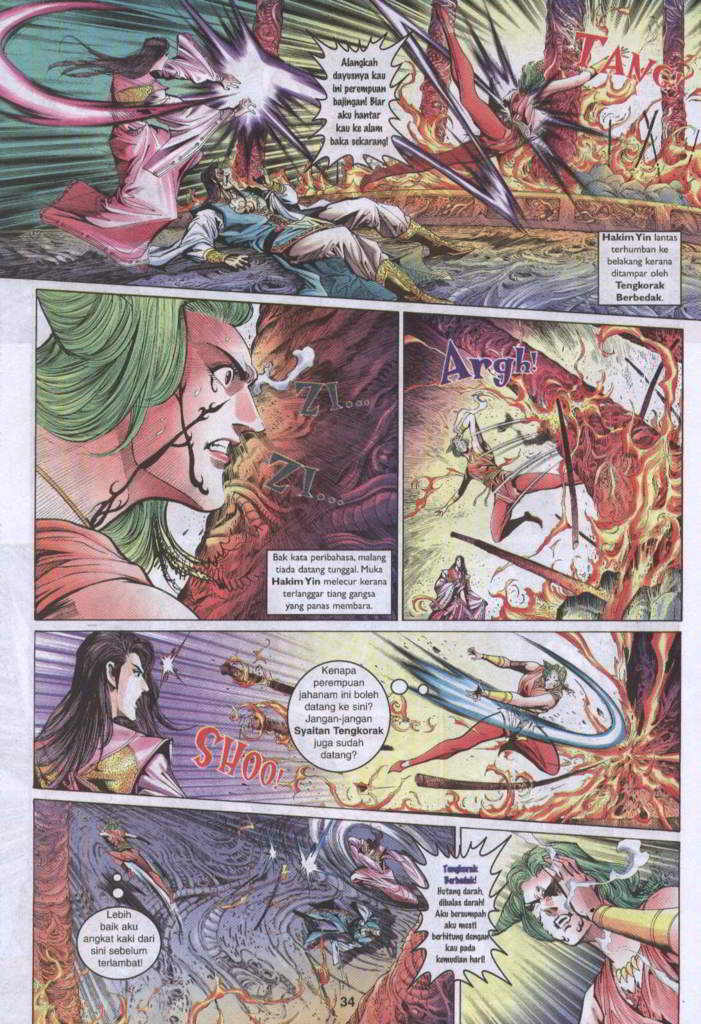 Alangkah
dayusnya kau
ini perempuan
bajingan! Biar
aku hantar
kau ke alam
baka sekarang!
TANG
Hakim Yin lantas
terhumban ke
belakang kerana
ditampar oleh
Tengkorak
Berbedak.
ZI...
ZI...
Bak kata peribahasa, malang
tiada datang tunggal. Muka
Hakim Yin melecur kerana
terlanggar tiang gangsa
yang panas membara.
Argh!
SHOO!
Kenapa
perempuan
jahanam ini boleh
datang ke sini?
Jangan-jangan
Syaitan Tengkorak
juga sudah
datang?
Lebih
baik aku
angkat kaki dari
sini sebelum
terlambat!
Tengkorak
Berbedak!
Hutang darah,
dibalas darah!
Aku bersumpah
aku mesti
berhitung dengan
kau pada
kemudian hari!
34